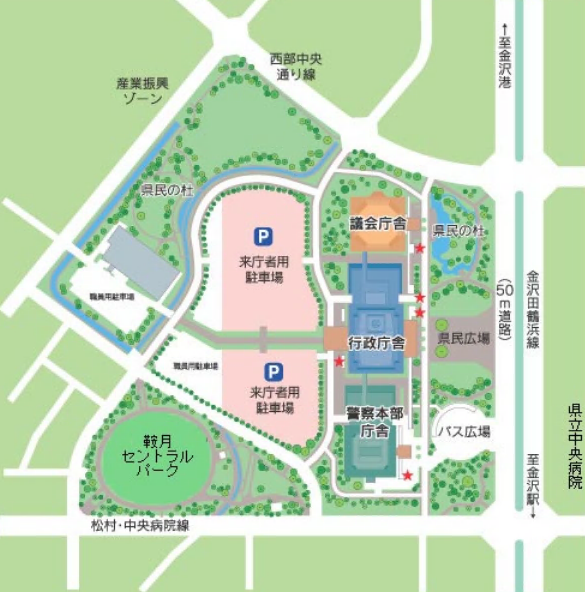 西部中央
通り線
↑至金沢港
産業振興
ゾーン
県民の杜
議会庁舎
県民の杜
P
来庁者用
駐車場
職員用駐車場
金沢田鶴浜線
(50m道路)
行政庁舎
県民広場
職員用駐車場
P
来庁者用
駐車場
警察本部
庁舎
バス広場
県立中央病院
鞍月
セントラル
パーク
至金沢駅↓
松村・中央病院線